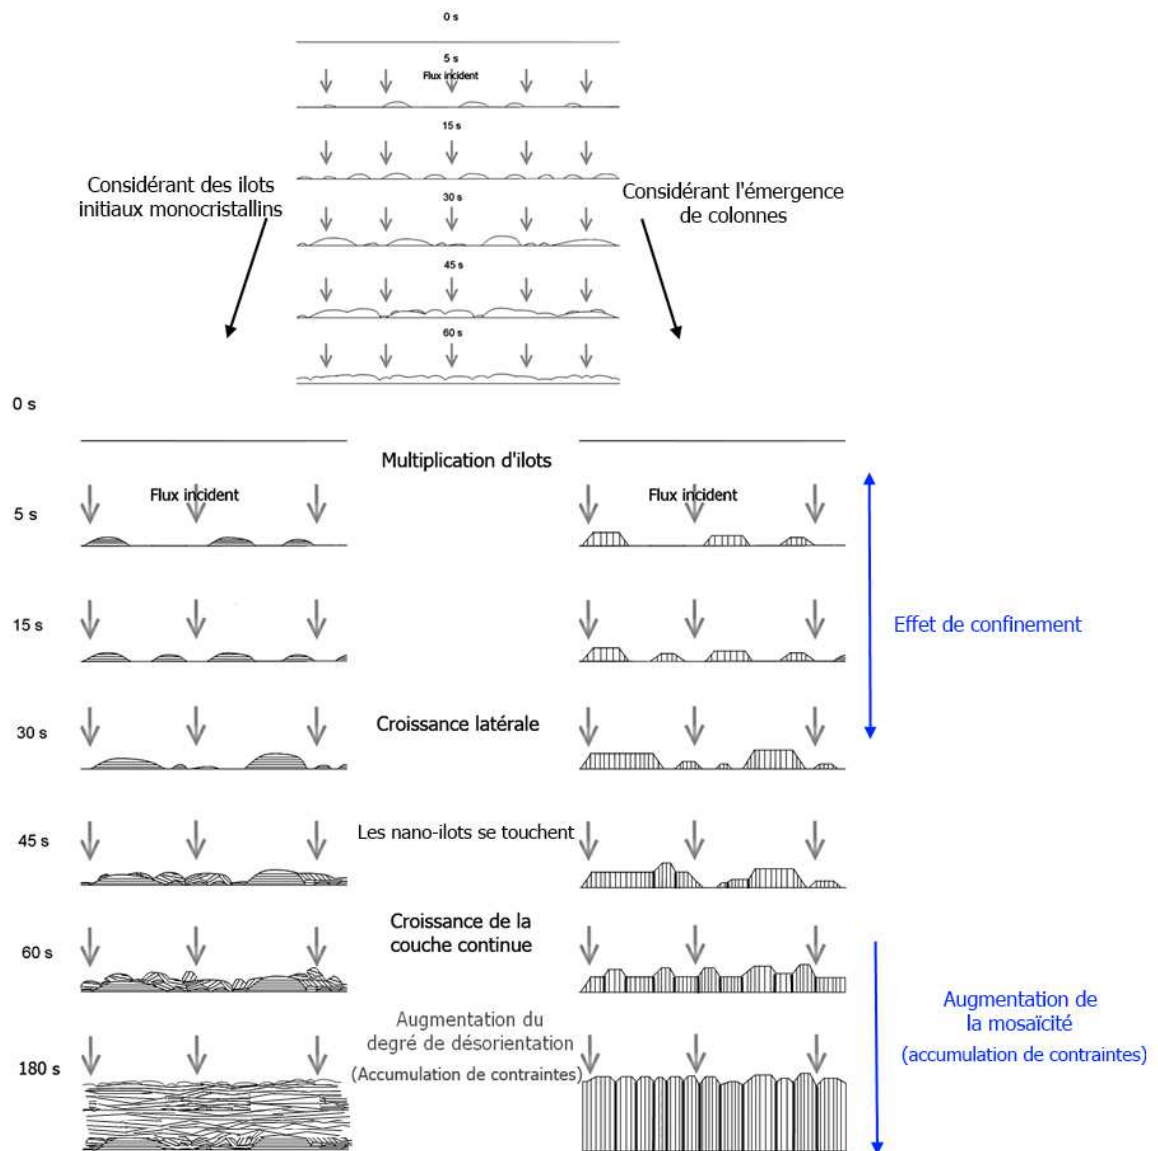 0 s
5 s
Flux incident
15 s
30 s
45 s
60 s
Considérant des ilots
initiaux monocristallins
Considérant l'émergence
de colonnes
0 s
Multiplication d'ilots
Flux incident
Flux incident
5 s
15 s
Effet de confinement
30 s
Croissance latérale
45 s
Les nano-ilots se touchent
60 s
Croissance de la
couche continue
180 s
Augmentation du
degré de désorientation
(Accumulation de contraintes)
Augmentation de
la mosaïcité
(accumulation de contraintes)